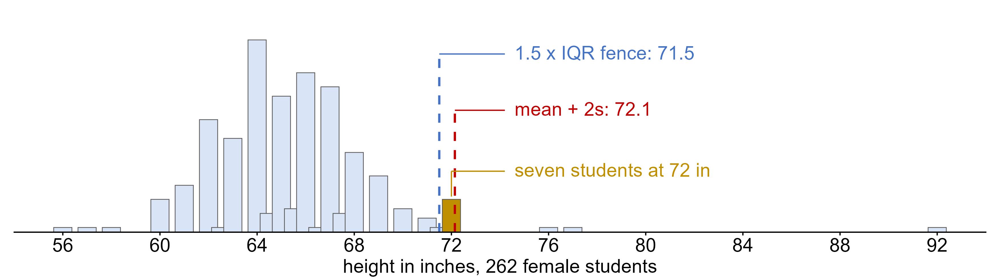 1.5 x IQR fence: 71.5
mean + 2s: 72.1
seven students at 72 in
56 60 64 68 72 76 80 84 88 92
height in inches, 262 female students